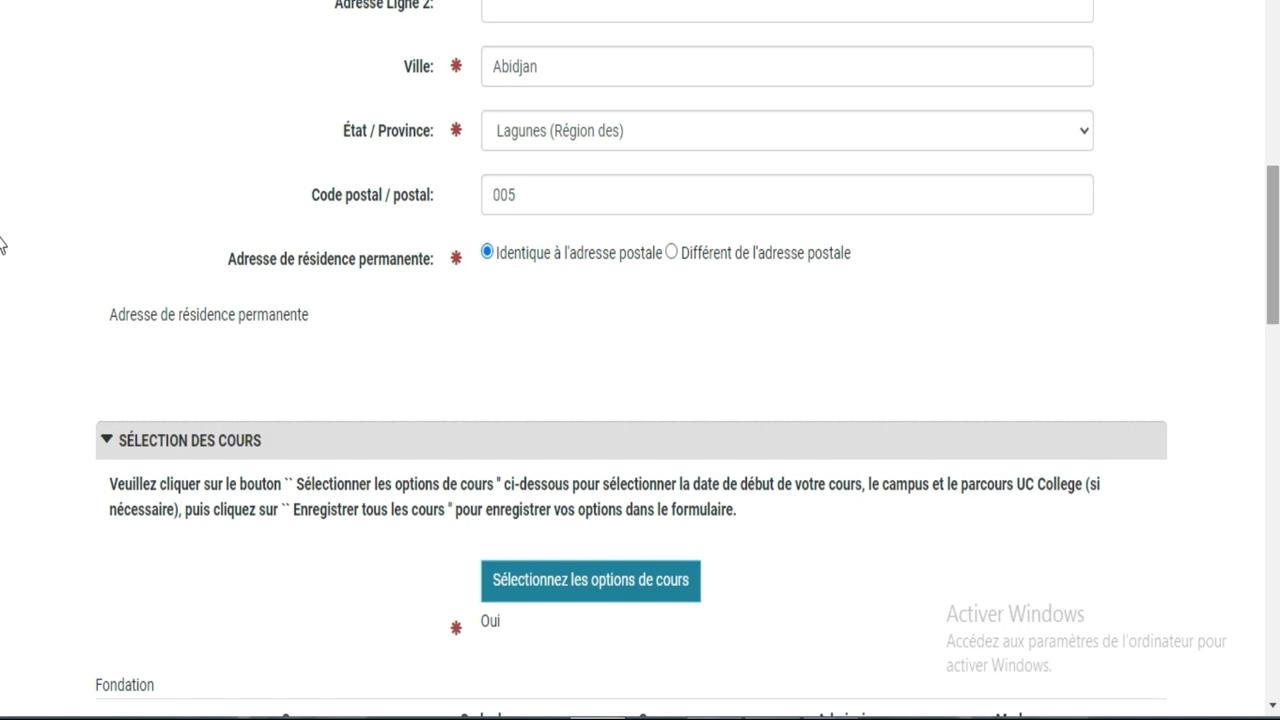 Adresse Ligne 2:
Ville: * Abidjan
État / Province: * Lagunes (Région des)
Code postal / postal: 005
Adresse de résidence permanente: * Identique à l'adresse postale Différent de l'adresse postale
Adresse de résidence permanente
SÉLECTION DES COURS
Veuillez cliquer sur le bouton `` Sélectionner les options de cours '' ci-dessous pour sélectionner la date de début de votre cours, le campus et le parcours UC College (si
nécessaire), puis cliquez sur `` Enregistrer tous les cours '' pour enregistrer vos options dans le formulaire.
Sélectionnez les options de cours
* Oui
Activer Windows
Accédez aux paramètres de l'ordinateur pour
activer Windows.
Fondation